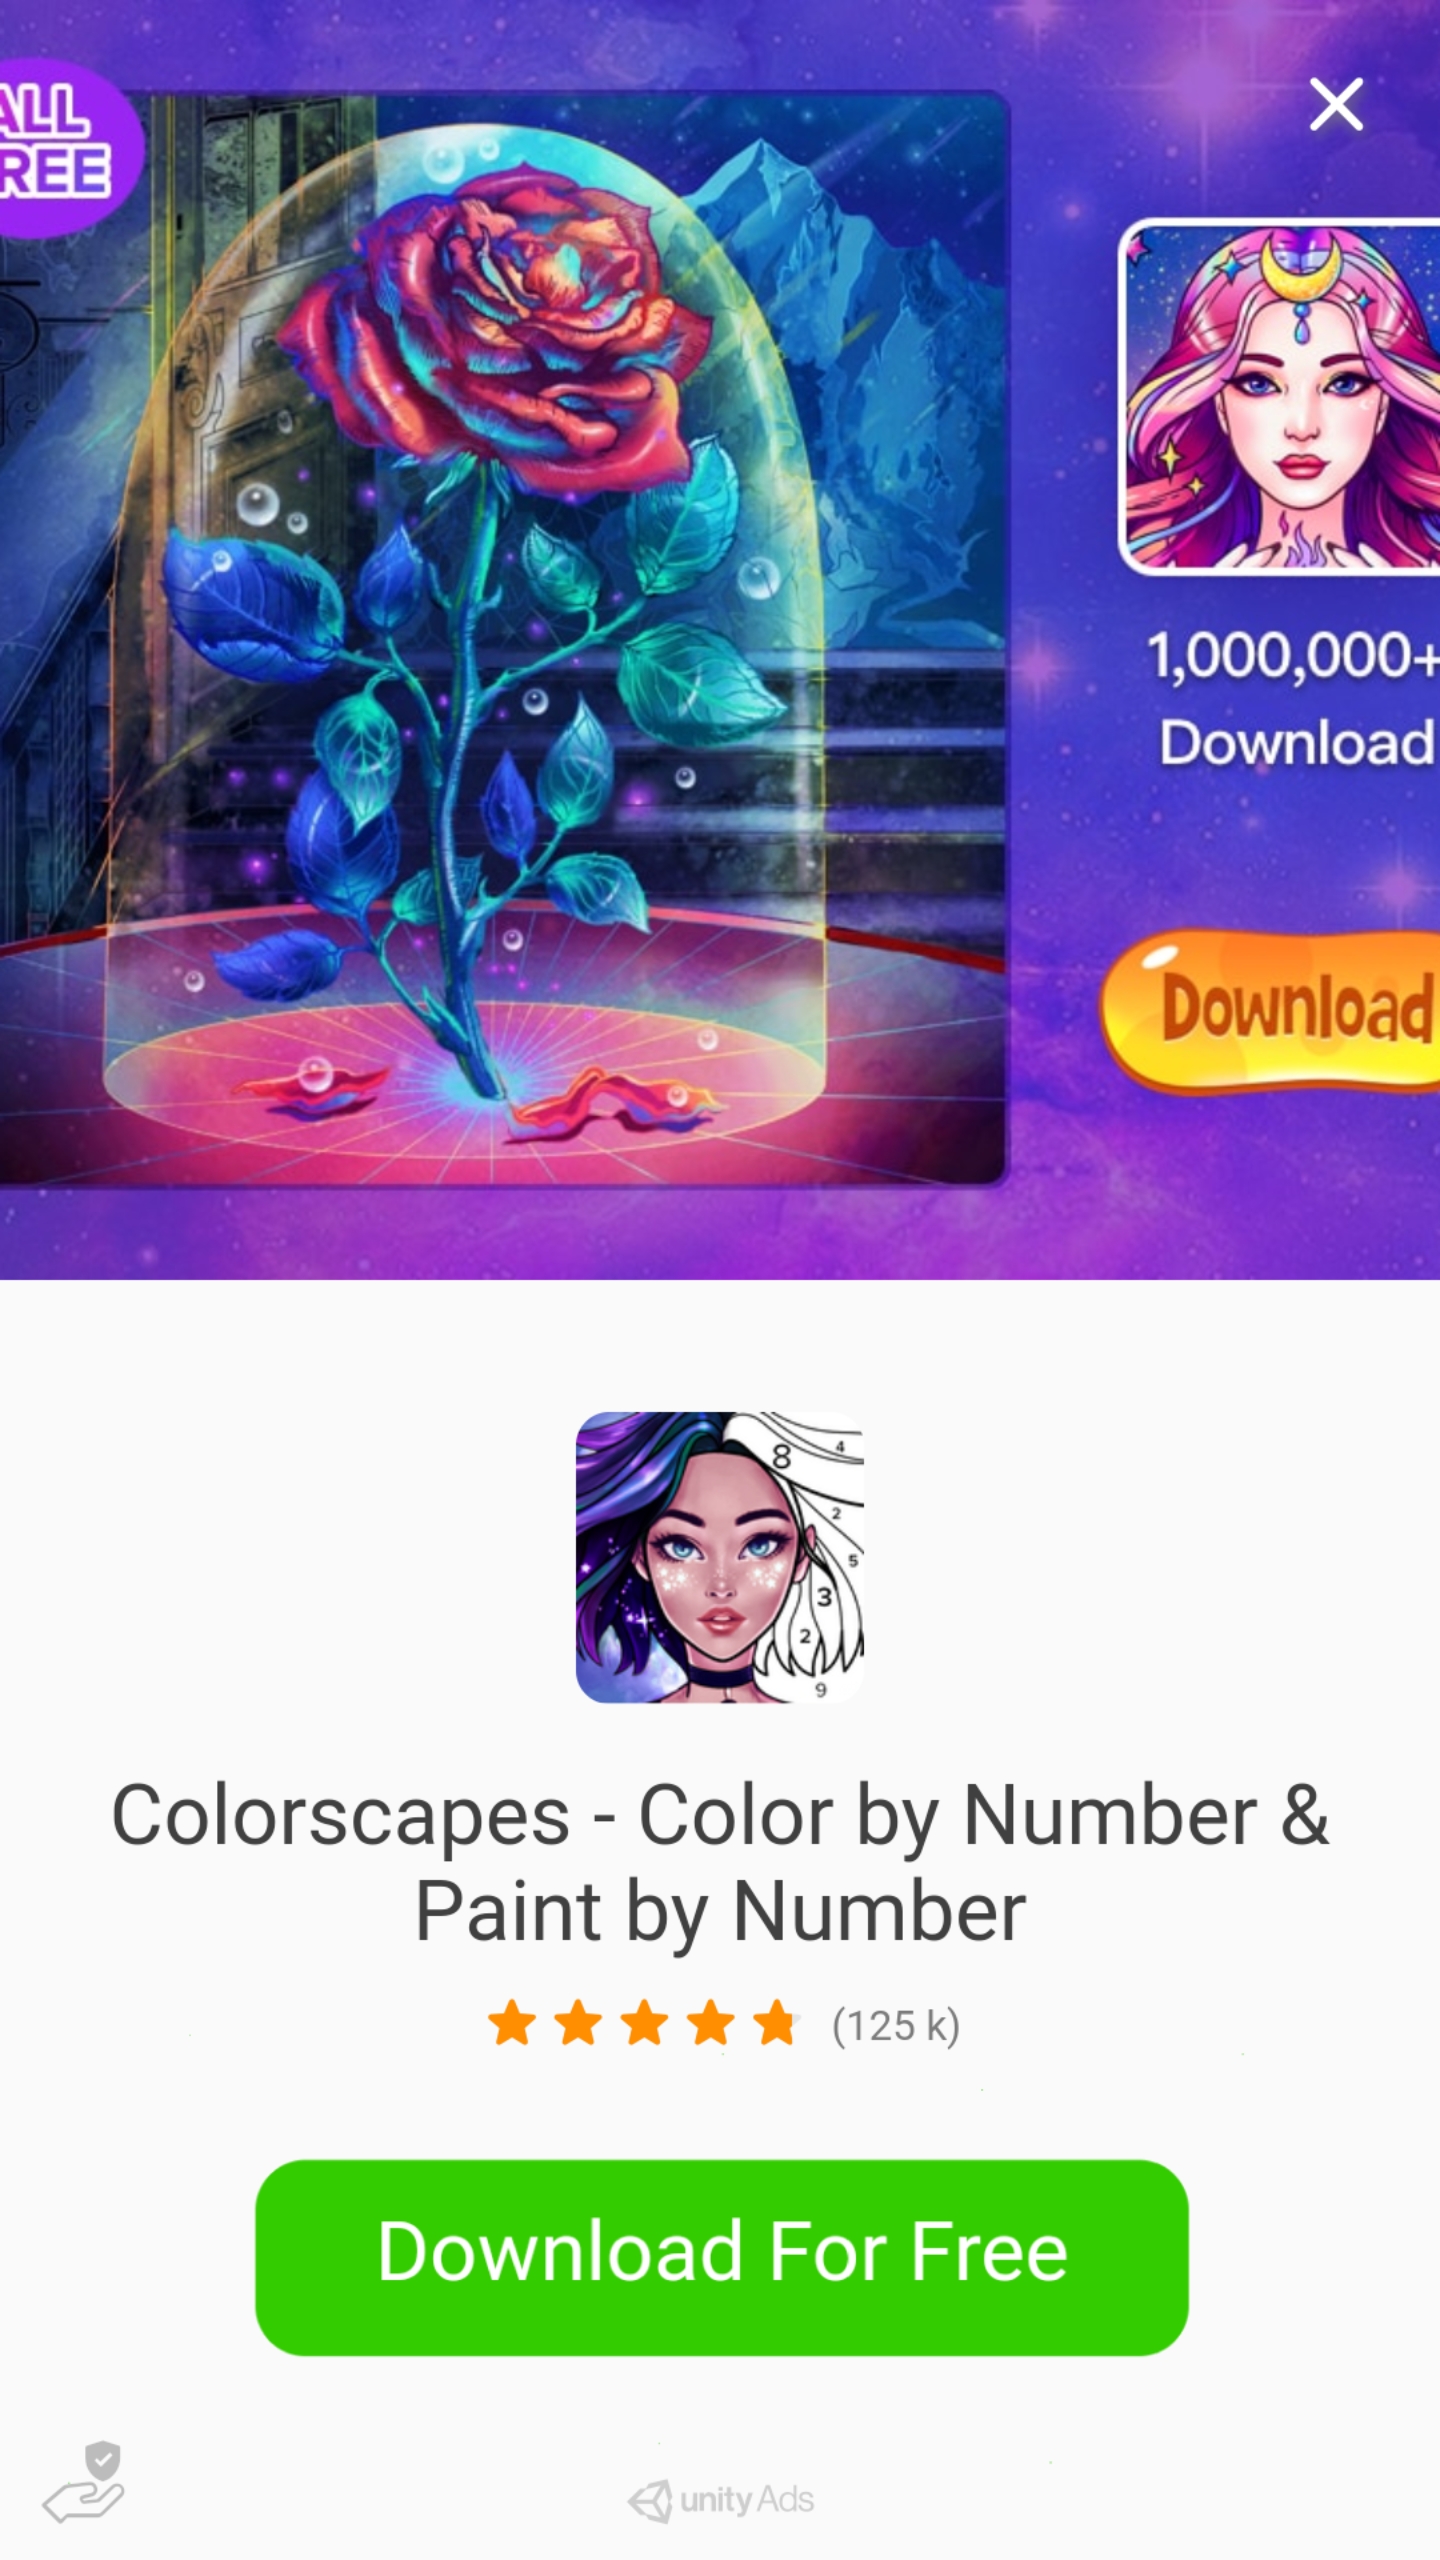 ALL
REE
1,000,000+
Download
Download
8
4
2
5
3
2
9
Colorscapes - Color by Number &
Paint by Number
(125 k)
Download For Free
unity Ads